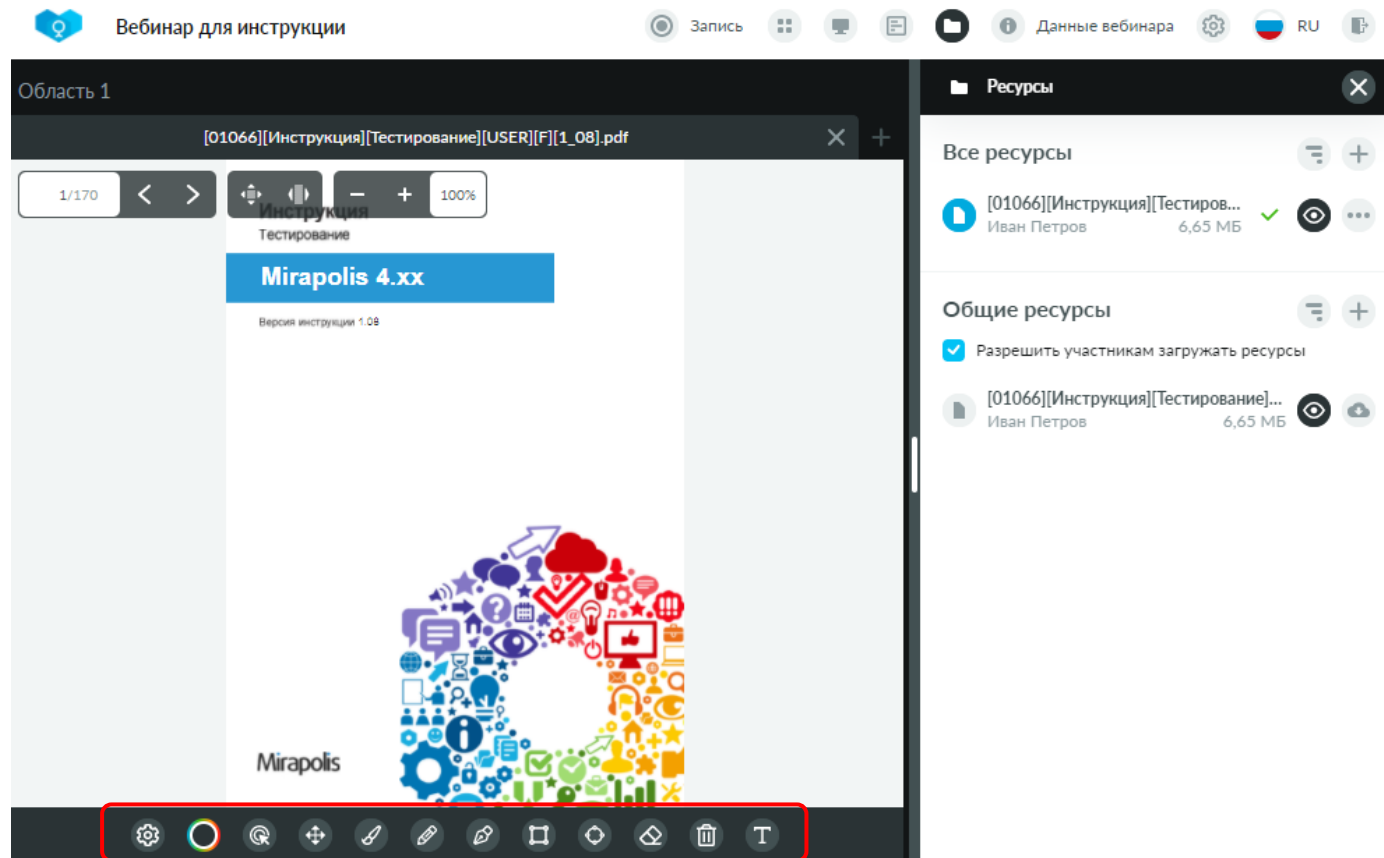 Вебинар для инструкции
Запись
Данные вебинара
RU
Область 1
[01066][Инструкция][Тестирование][USER][F][1_08].pdf
1/170
100%
Инструкция
Тестирование
Mirapolis 4.xx
Версия инструкции 1.08
Mirapolis
T
Ресурсы
Все ресурсы
[01066][Инструкция][Тестиров...
Иван Петров 6,65 МБ
Общие ресурсы
Разрешить участникам загружать ресурсы
[01066][Инструкция][Тестирование]...
Иван Петров 6,65 МБ